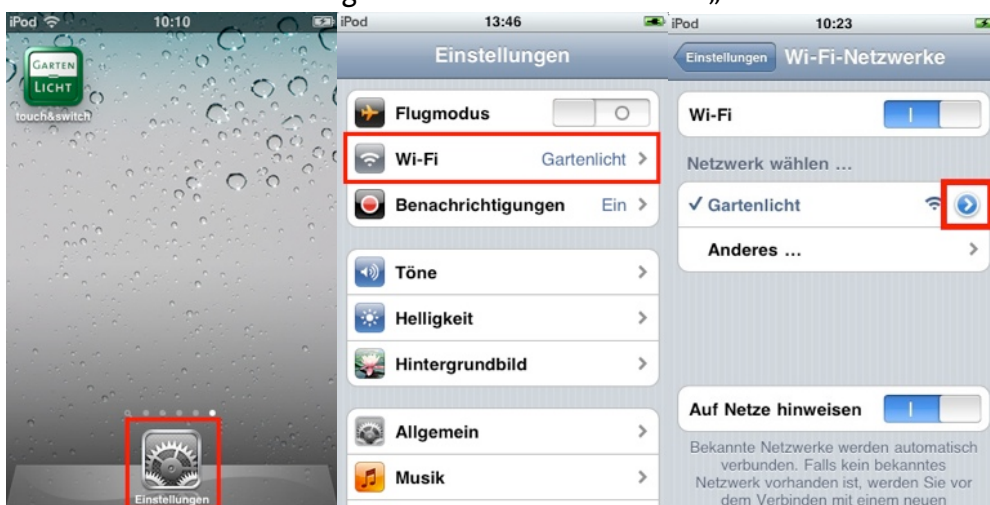 g „
iPod 10:10
GARTEN
LICHT
touch&switch
Einstellungen
iPod 13:46
Einstellungen
Flugmodus
Wi-Fi Gartenlicht
Benachrichtigungen Ein
Töne
Helligkeit
Hintergrundbild
Allgemein
Musik
iPod 10:23
Einstellungen Wi-Fi-Netzwerke
Wi-Fi
Netzwerk wählen ...
Gartenlicht
Anderes ...
Auf Netze hinweisen
Bekannte Netzwerke werden automatisch
verbunden. Falls kein bekanntes
Netzwerk vorhanden ist, werden Sie vor
dem Verbinden mit einem neuen